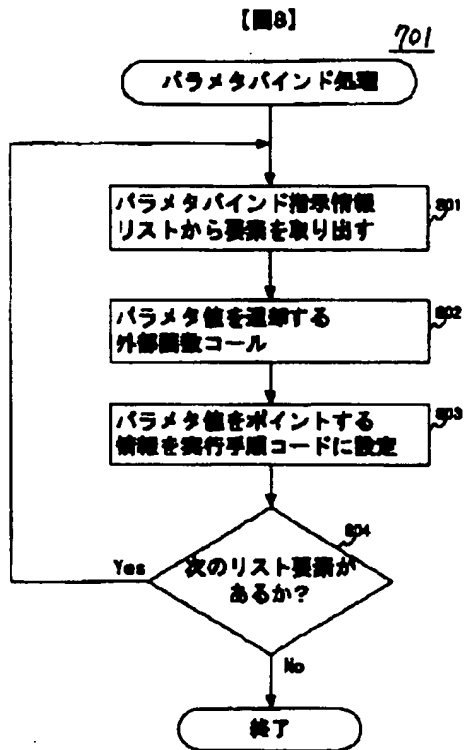 【図8】
701
パラメタバインド処理
パラメタバインド指示情報
リストから要素を取り出す
801
パラメタ値を返却する
外部関数コール
802
パラメタ値をポイントする
情報を実行手順コードに設定
803
804
次のリスト要素が
あるか?
Yes
No
終了